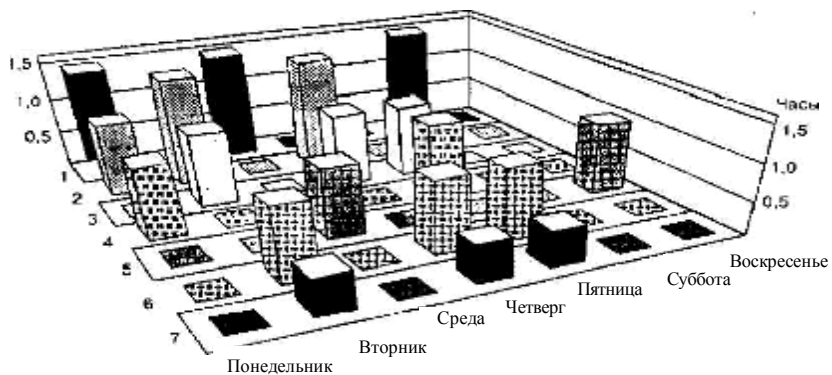 1,5
1,0
0,5
1
2
3
4
5
6
7
Часы
1,5
1,0
0,5
Понедельник
Вторник
Среда
Четверг
Пятница
Суббота
Воскресенье